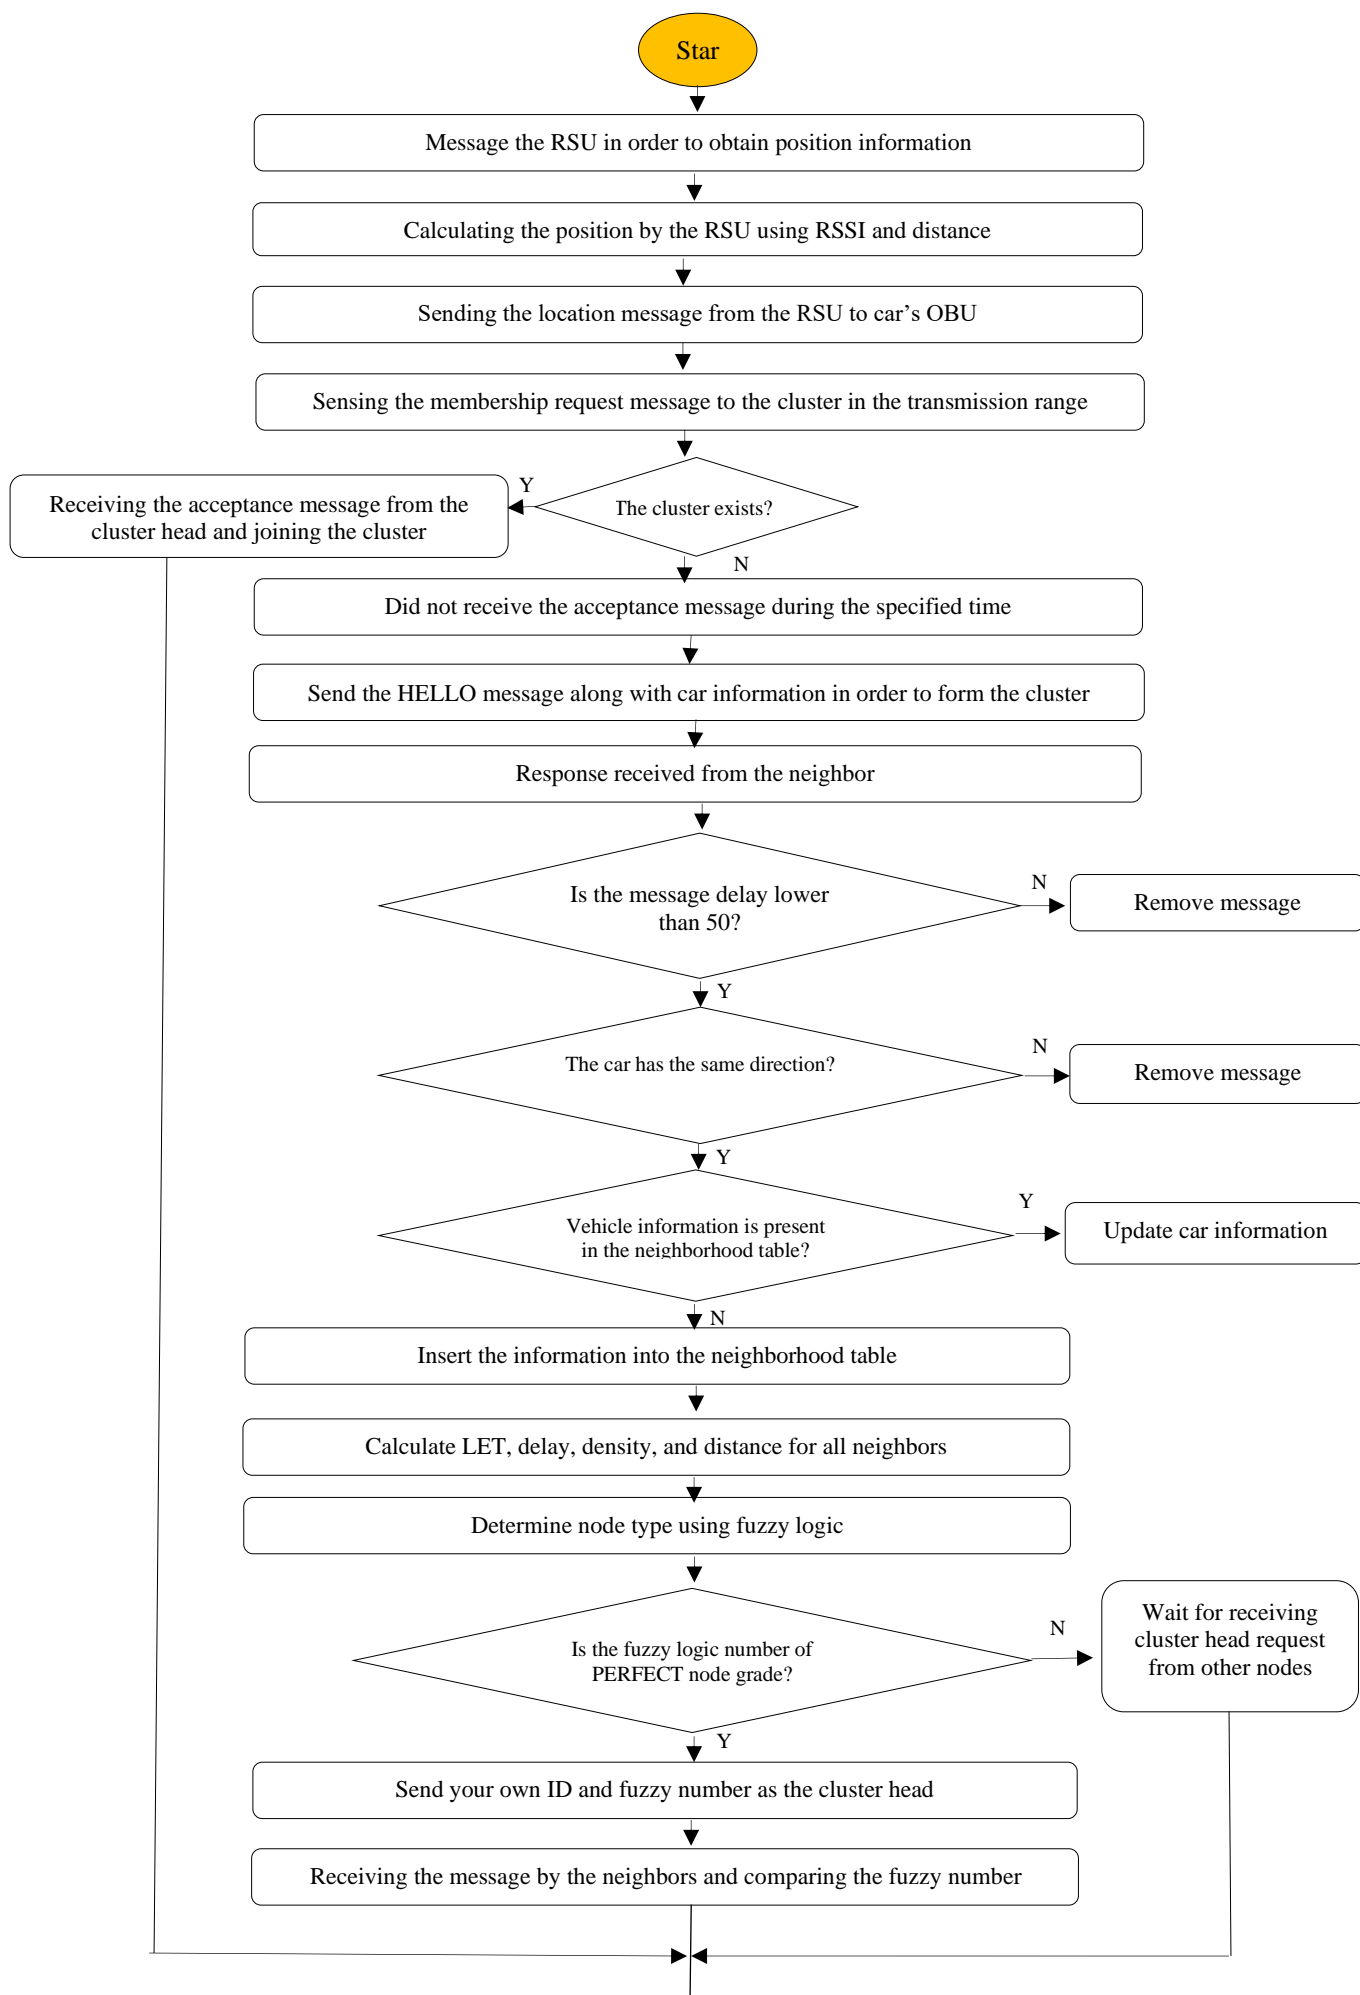 Star
Message the RSU in order to obtain position information
Calculating the position by the RSU using RSSI and distance
Sending the location message from the RSU to car's OBU
Sensing the membership request message to the cluster in the transmission range
Y
Receiving the acceptance message from the
cluster head and joining the cluster
The cluster exists?
N
Did not receive the acceptance message during the specified time
Send the HELLO message along with car information in order to form the cluster
Response received from the neighbor
Is the message delay lower
than 50?
N
Remove message
Y
The car has the same direction?
N
Remove message
Y
Vehicle information is present
in the neighborhood table?
Y
Update car information
N
Insert the information into the neighborhood table
Calculate LET, delay, density, and distance for all neighbors
Determine node type using fuzzy logic
Is the fuzzy logic number of
PERFECT node grade?
N
Wait for receiving
cluster head request
from other nodes
Y
Send your own ID and fuzzy number as the cluster head
Receiving the message by the neighbors and comparing the fuzzy number